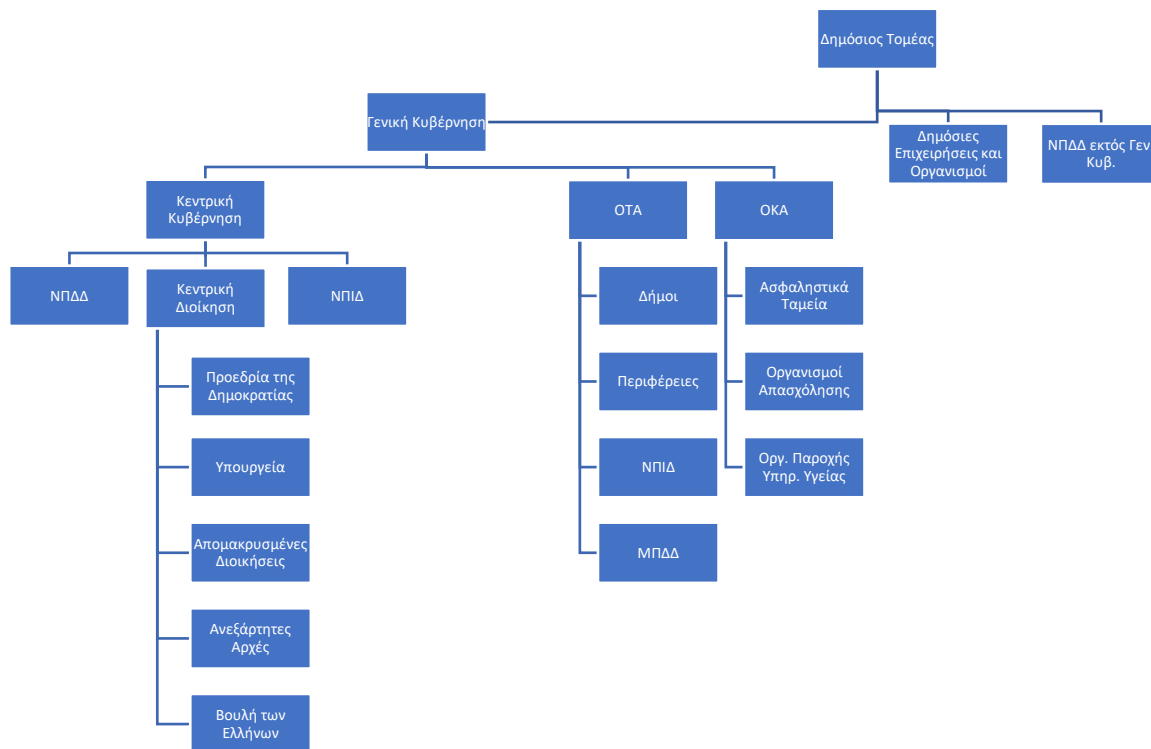 Δημόσιος Τομέας
Γενική Κυβέρνηση
Δημόσιες
Επιχειρήσεις και
Οργανισμοί
ΝΠΔΔ εκτός Γεν
Κυβ.
Κεντρική
Κυβέρνηση
ΟΤΑ
ΟΚΑ
ΝΠΔΔ
Κεντρική
Διοίκηση
ΝΠΙΔ
Δήμοι
Ασφαλιστικά
Ταμεία
Προεδρία της
Δημοκρατίας
Περιφέρειες
Οργανισμοί
Απασχόλησης
Υπουργεία
ΝΠΙΔ
Οργ. Παροχής
Υπηρ. Υγείας
Απομακρυσμένες
Διοικήσεις
ΜΠΔΔ
Ανεξάρτητες
Αρχές
Βουλή των
Ελλήνων